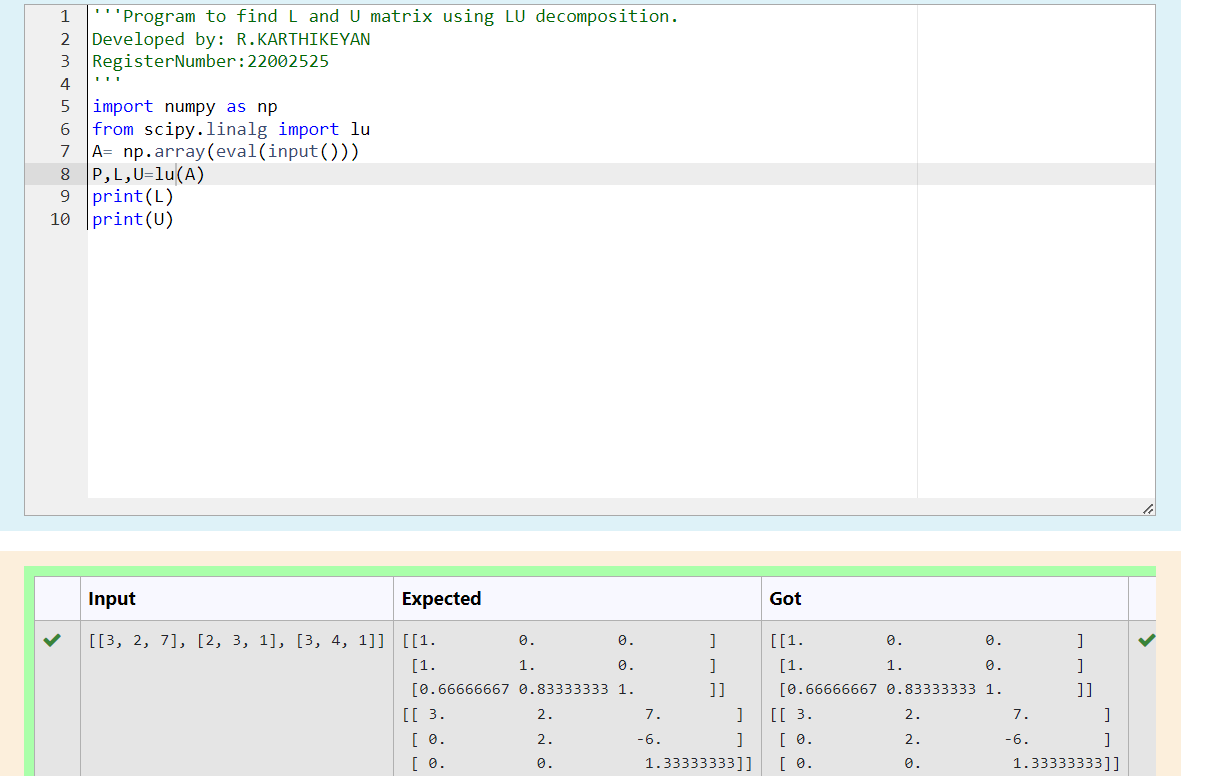 1 '''Program to find L and U matrix using LU decomposition.
2 Developed by: R.KARTHIKEYAN
3 RegisterNumber:22002525
4 '''
5 import numpy as np
6 from scipy.linalg import lu
7 A= np.array(eval(input()))
8 P,L,U=lu(A)
9 print(L)
10 print(U)
Input Expected Got
[[3, 2, 7], [2, 3, 1], [3, 4, 1]] [[1. 0. 0. ] [[1. 0. 0. ]
[1. 1. 0. ] [1. 1. 0. ]
[0.66666667 0.83333333 1. ]] [0.66666667 0.83333333 1. ]]
[[ 3. 2. 7. ] [[ 3. 2. 7. ]
[ 0. 2. -6. ] [ 0. 2. -6. ]
[ 0. 0. 1.33333333]] [ 0. 0. 1.33333333]]